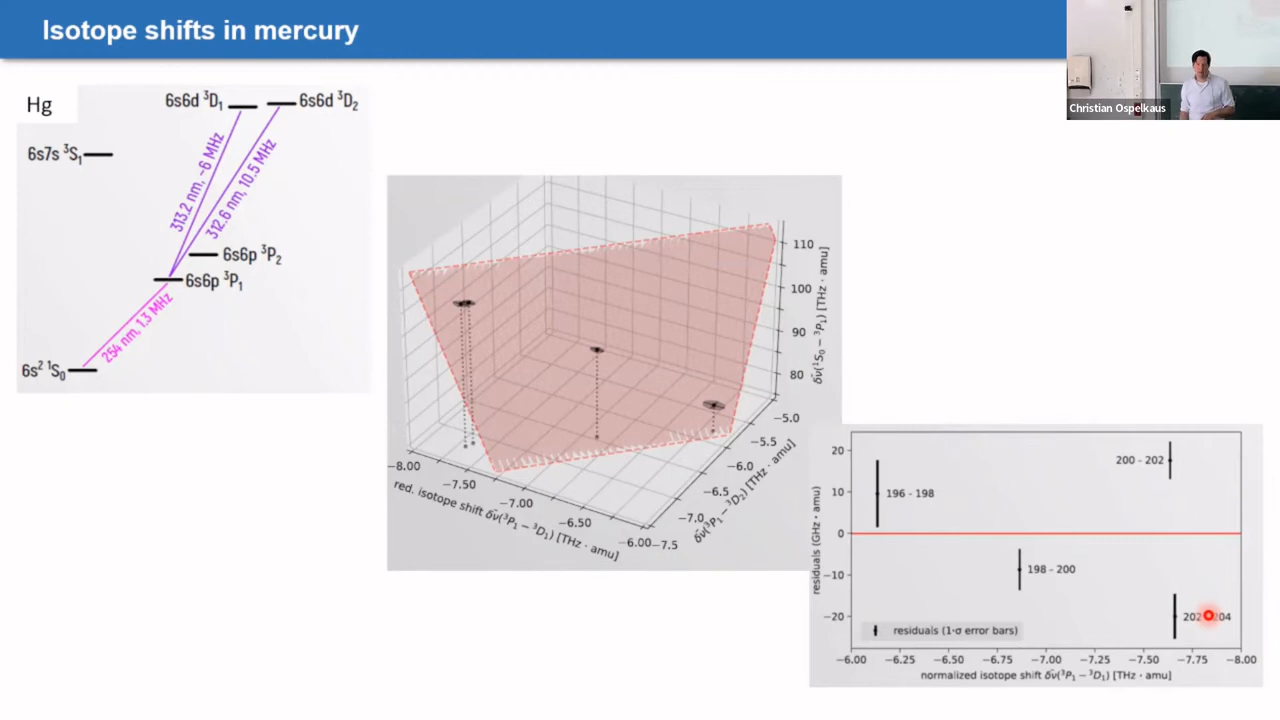 Isotope shifts in mercury
Christian Ospelkaus
Hg
6s6d ³D₁
6s6d ³D₂
6s7s ³S₁
313.2 nm, ~6 MHz
312.6 nm, 10.5 MHz
6s6p ³P₂
6s6p ³P₁
254 nm, 1.3 MHz
6s² ¹S₀
110
100
90
80
δν̃(¹S₀ − ³P₁) [THz · amu]
−5.0
−5.5
−6.0
−6.5
−7.0
−7.5
δν̃(³P₁ − ³D₂) [THz · amu]
−8.00
−7.50
−7.00
−6.50
−6.00
red. isotope shift δν̃(³P₁ − ³D₁) [THz · amu]
20
10
0
−10
−20
residuals (GHz · amu)
200 - 202
196 - 198
198 - 200
residuals (1-σ error bars)
−6.00 −6.25 −6.50 −6.75 −7.00 −7.25 −7.50 −7.75 −8.00
normalized isotope shift δν̃(³P₁ − ³D₁) [THz · amu]